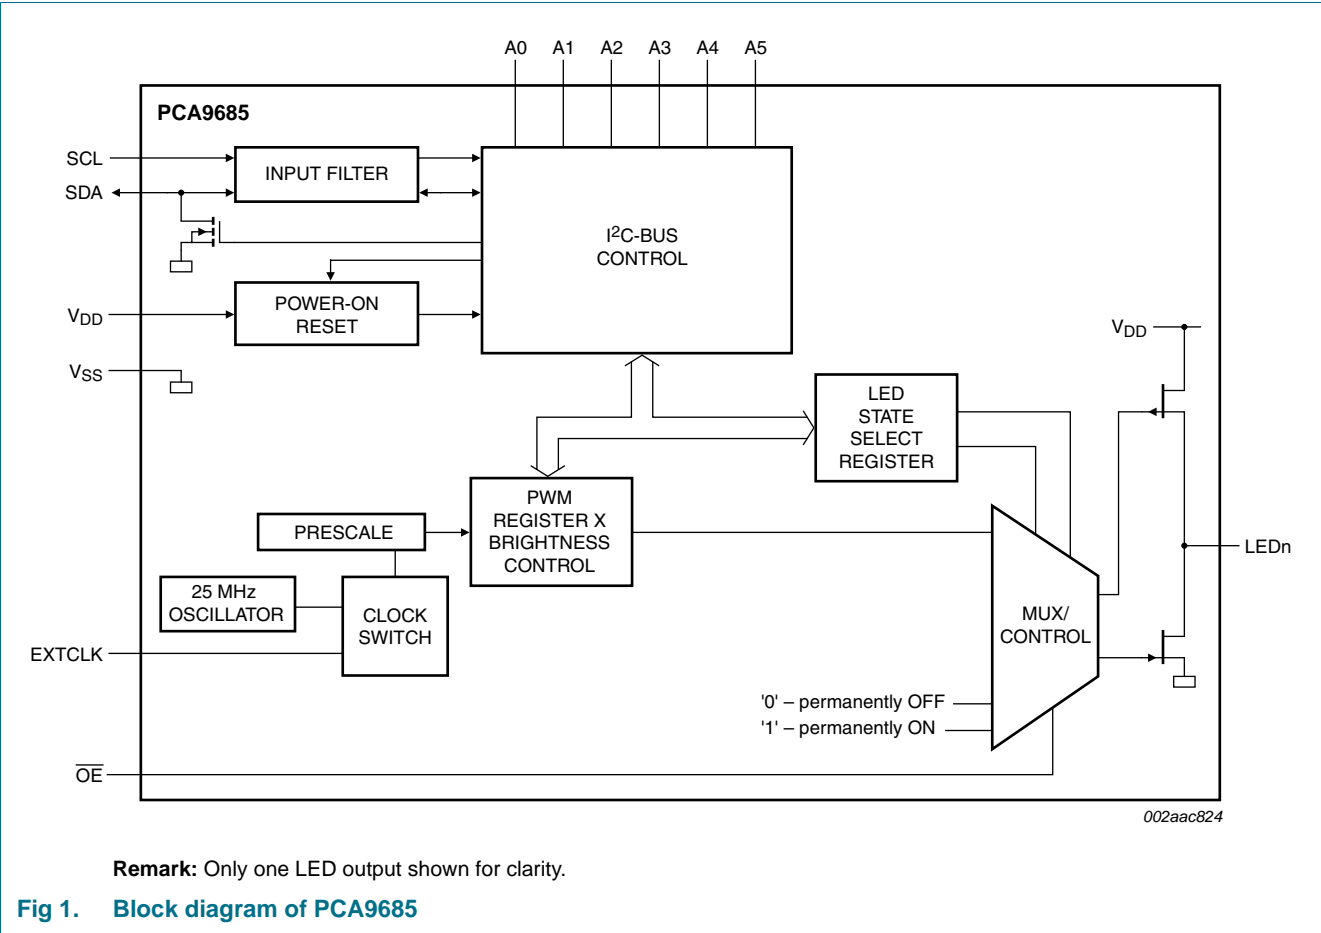 A0 A1 A2 A3 A4 A5
PCA9685
SCL
INPUT FILTER
SDA
I²C-BUS
CONTROL
POWER-ON
RESET
VDD
VSS
VDD
LED
STATE
SELECT
REGISTER
PWM
REGISTER X
BRIGHTNESS
CONTROL
PRESCALE
25 MHz
OSCILLATOR
CLOCK
SWITCH
EXTCLK
LEDn
MUX/
CONTROL
'0' – permanently OFF
'1' – permanently ON
O̅E̅
002aac824
Remark: Only one LED output shown for clarity.
Fig 1. Block diagram of PCA9685